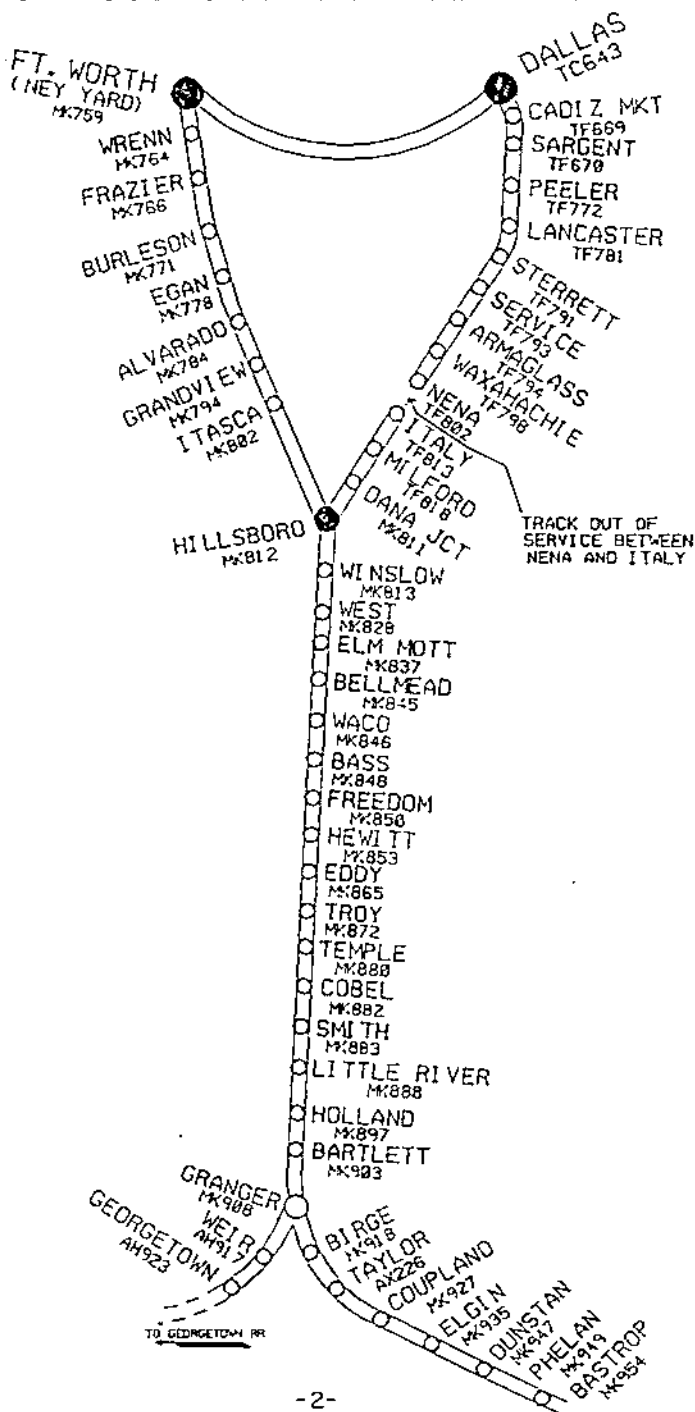 FT. WORTH
(NEY YARD)
MK759
WRENN
MK764
FRAZIER
MK766
BURLESON
MK771
EGAN
MK778
ALVARADO
MK784
GRANDVIEW
MK794
ITASCA
MK802
HILLSBORO
MK812
DALLAS
TC643
CADIZ MKT
TF669
SARGENT
TF670
PEELER
TF772
LANCASTER
TF781
STERRETT
TF791
SERVICE
TF793
ARMAGLASS
TF794
WAXAHACHIE
TF798
NENA
TF802
ITALY
TF813
MILFORD
TF818
DANA JCT
MK811
TRACK OUT OF
SERVICE BETWEEN
NENA AND ITALY
WINSLOW
MK813
WEST
MK828
ELM MOTT
MK837
BELLMEAD
MK845
WACO
MK846
BASS
MK848
FREEDOM
MK850
HEWITT
MK853
EDDY
MK865
TROY
MK872
TEMPLE
MK880
COBEL
MK882
SMITH
MK883
LITTLE RIVER
MK888
HOLLAND
MK897
BARTLETT
MK903
GRANGER
MK908
WEIR
AH917
GEORGETOWN
AH923
TO GEORGETOWN RR
BIRGE
MK918
TAYLOR
AX226
COUPLAND
MK927
ELGIN
MK935
DUNSTAN
MK947
PHELAN
MK949
BASTROP
MK954
-2-